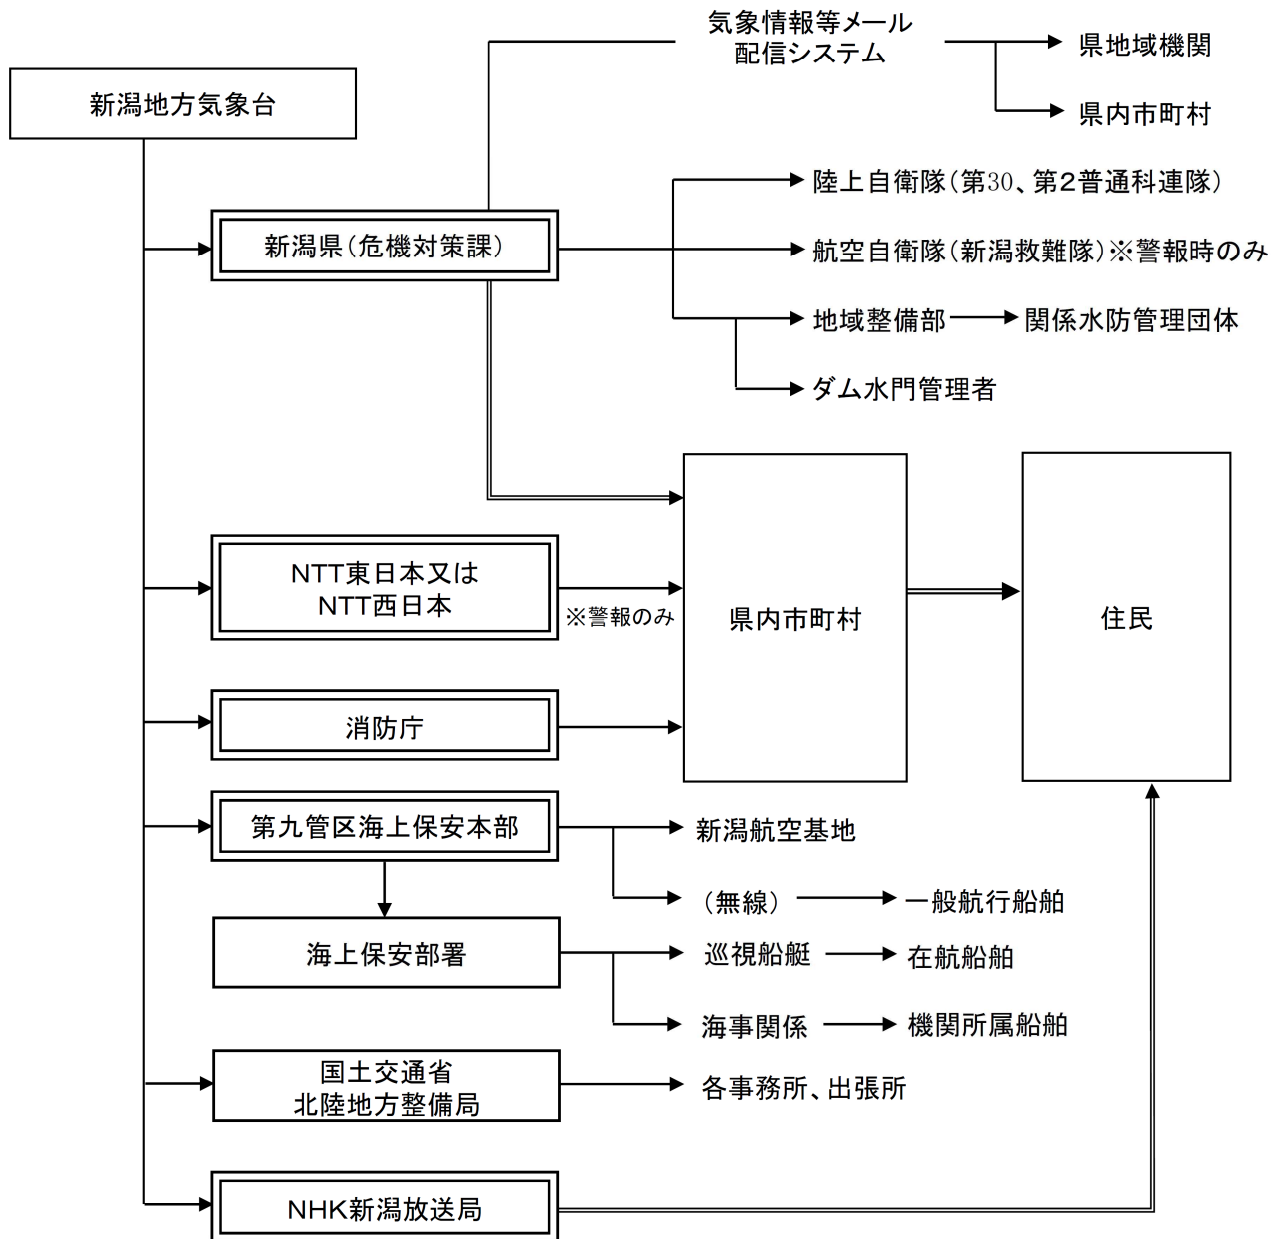 気象情報等メール
配信システム
県地域機関
新潟地方気象台
県内市町村
陸上自衛隊（第30、第2普通科連隊）
新潟県（危機対策課）
航空自衛隊（新潟救難隊）※警報時のみ
地域整備部
関係水防管理団体
ダム水門管理者
NTT東日本又は
NTT西日本
※警報のみ
県内市町村
住民
消防庁
第九管区海上保安本部
新潟航空基地
（無線）
一般航行船舶
海上保安部署
巡視船艇
在航船舶
海事関係
機関所属船舶
国土交通省
北陸地方整備局
各事務所、出張所
NHK新潟放送局